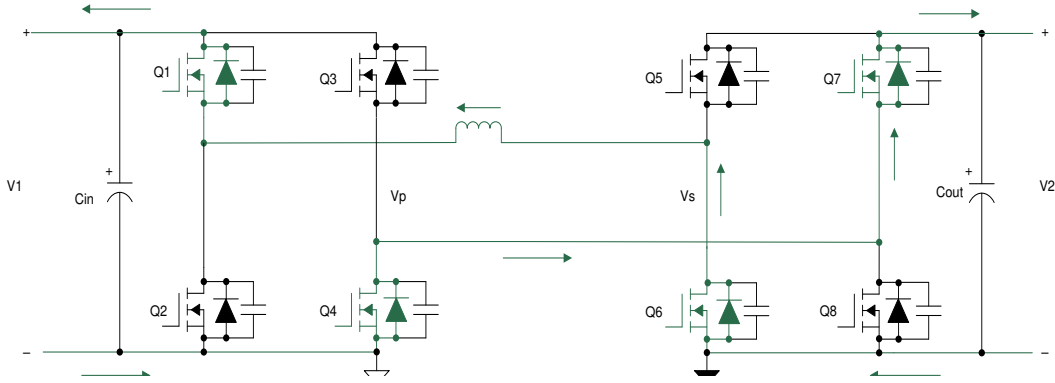 +
+
Q1
Q3
Q5
Q7
+
Cin
V1
Vp
Vs
+
Cout
V2
Q2
Q4
Q6
Q8
–
–